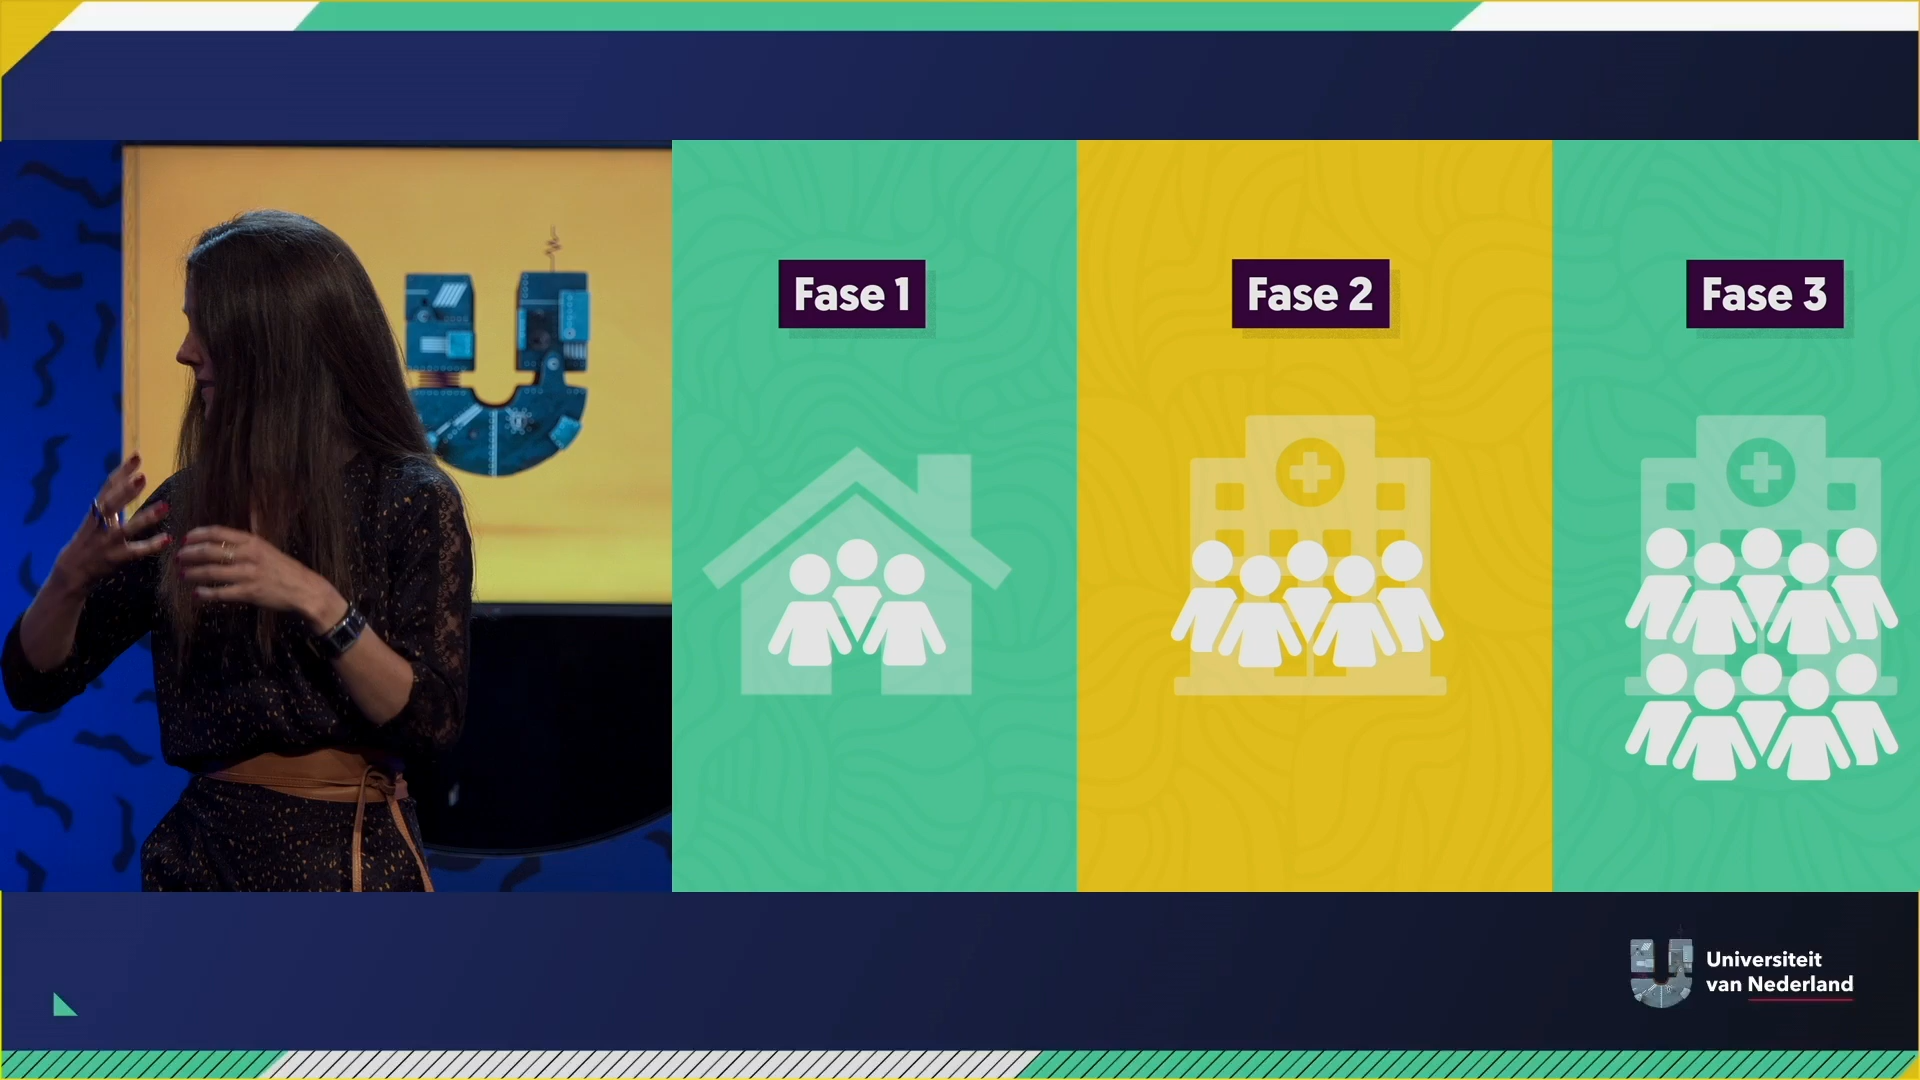 Fase 1
Fase 2
Fase 3
Universiteit
van Nederland